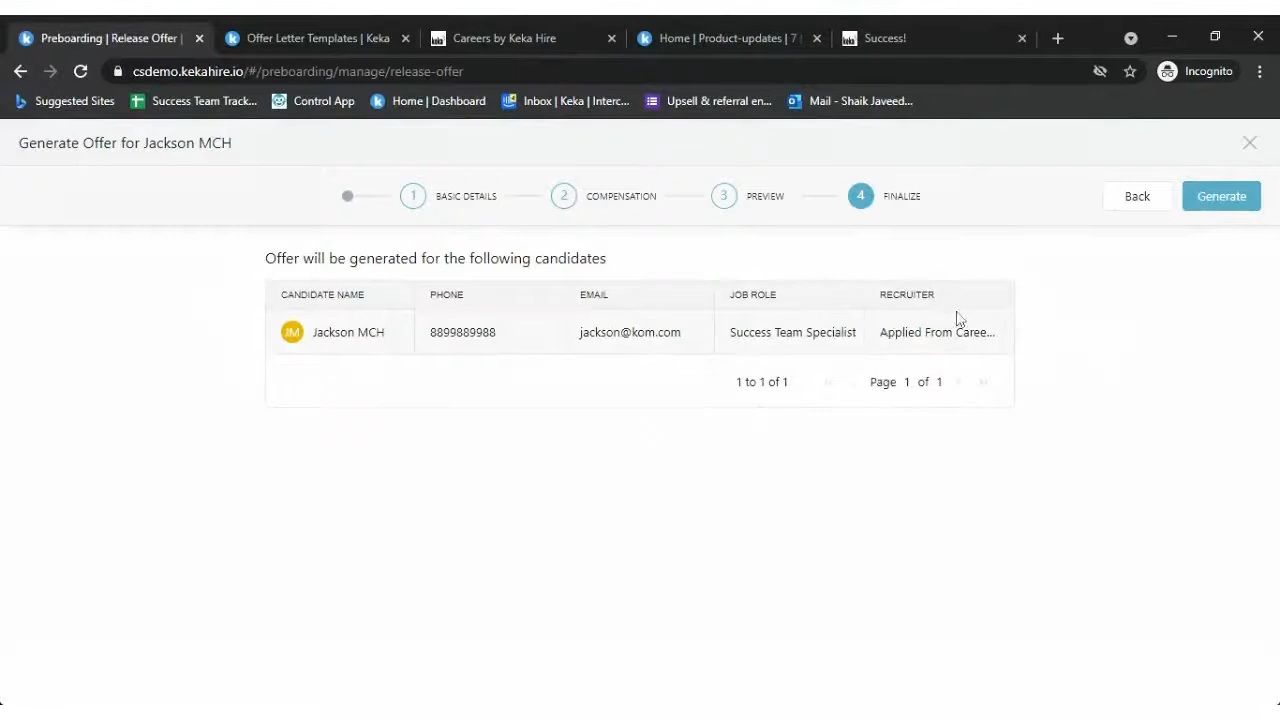 Preboarding | Release Offer |
Offer Letter Templates | Keka
keka Careers by Keka Hire
Home | Product-updates | 7 |
keka Success!
csdemo.kekahire.io/#/preboarding/manage/release-offer
Incognito
Suggested Sites
Success Team Track...
Control App
Home | Dashboard
Inbox | Keka | Interc...
Upsell & referral en...
Mail - Shaik Javeed...
Generate Offer for Jackson MCH
1 BASIC DETAILS
2 COMPENSATION
3 PREVIEW
4 FINALIZE
Back
Generate
Offer will be generated for the following candidates
CANDIDATE NAME PHONE EMAIL JOB ROLE RECRUITER
JM Jackson MCH 8899889988 jackson@kom.com Success Team Specialist Applied From Caree...
1 to 1 of 1 Page 1 of 1